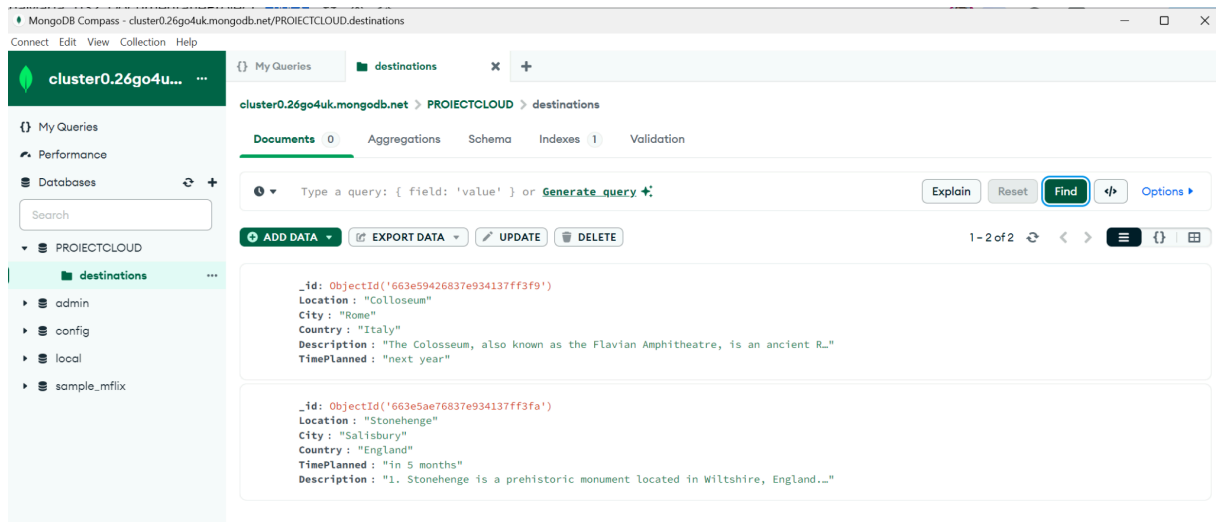 MongoDB Compass - cluster0.26go4uk.mongodb.net/PROIECTCLOUD.destinations
Connect Edit View Collection Help
cluster0.26go4u... ...
{} My Queries
Performance
Databases
Search
PROIECTCLOUD
destinations ...
admin
config
local
sample_mflix
{} My Queries destinations
cluster0.26go4uk.mongodb.net > PROIECTCLOUD > destinations
Documents 0 Aggregations Schema Indexes 1 Validation
Type a query: { field: 'value' } or Generate query Explain Reset Find </> Options
ADD DATA EXPORT DATA UPDATE DELETE 1 – 2 of 2 {}
_id: ObjectId('663e59426837e934137ff3f9')
Location : "Colloseum"
City : "Rome"
Country : "Italy"
Description : "The Colosseum, also known as the Flavian Amphitheatre, is an ancient R…"
TimePlanned : "next year"
_id: ObjectId('663e5ae76837e934137ff3fa')
Location : "Stonehenge"
City : "Salisbury"
Country : "England"
TimePlanned : "in 5 months"
Description : "1. Stonehenge is a prehistoric monument located in Wiltshire, England.…"